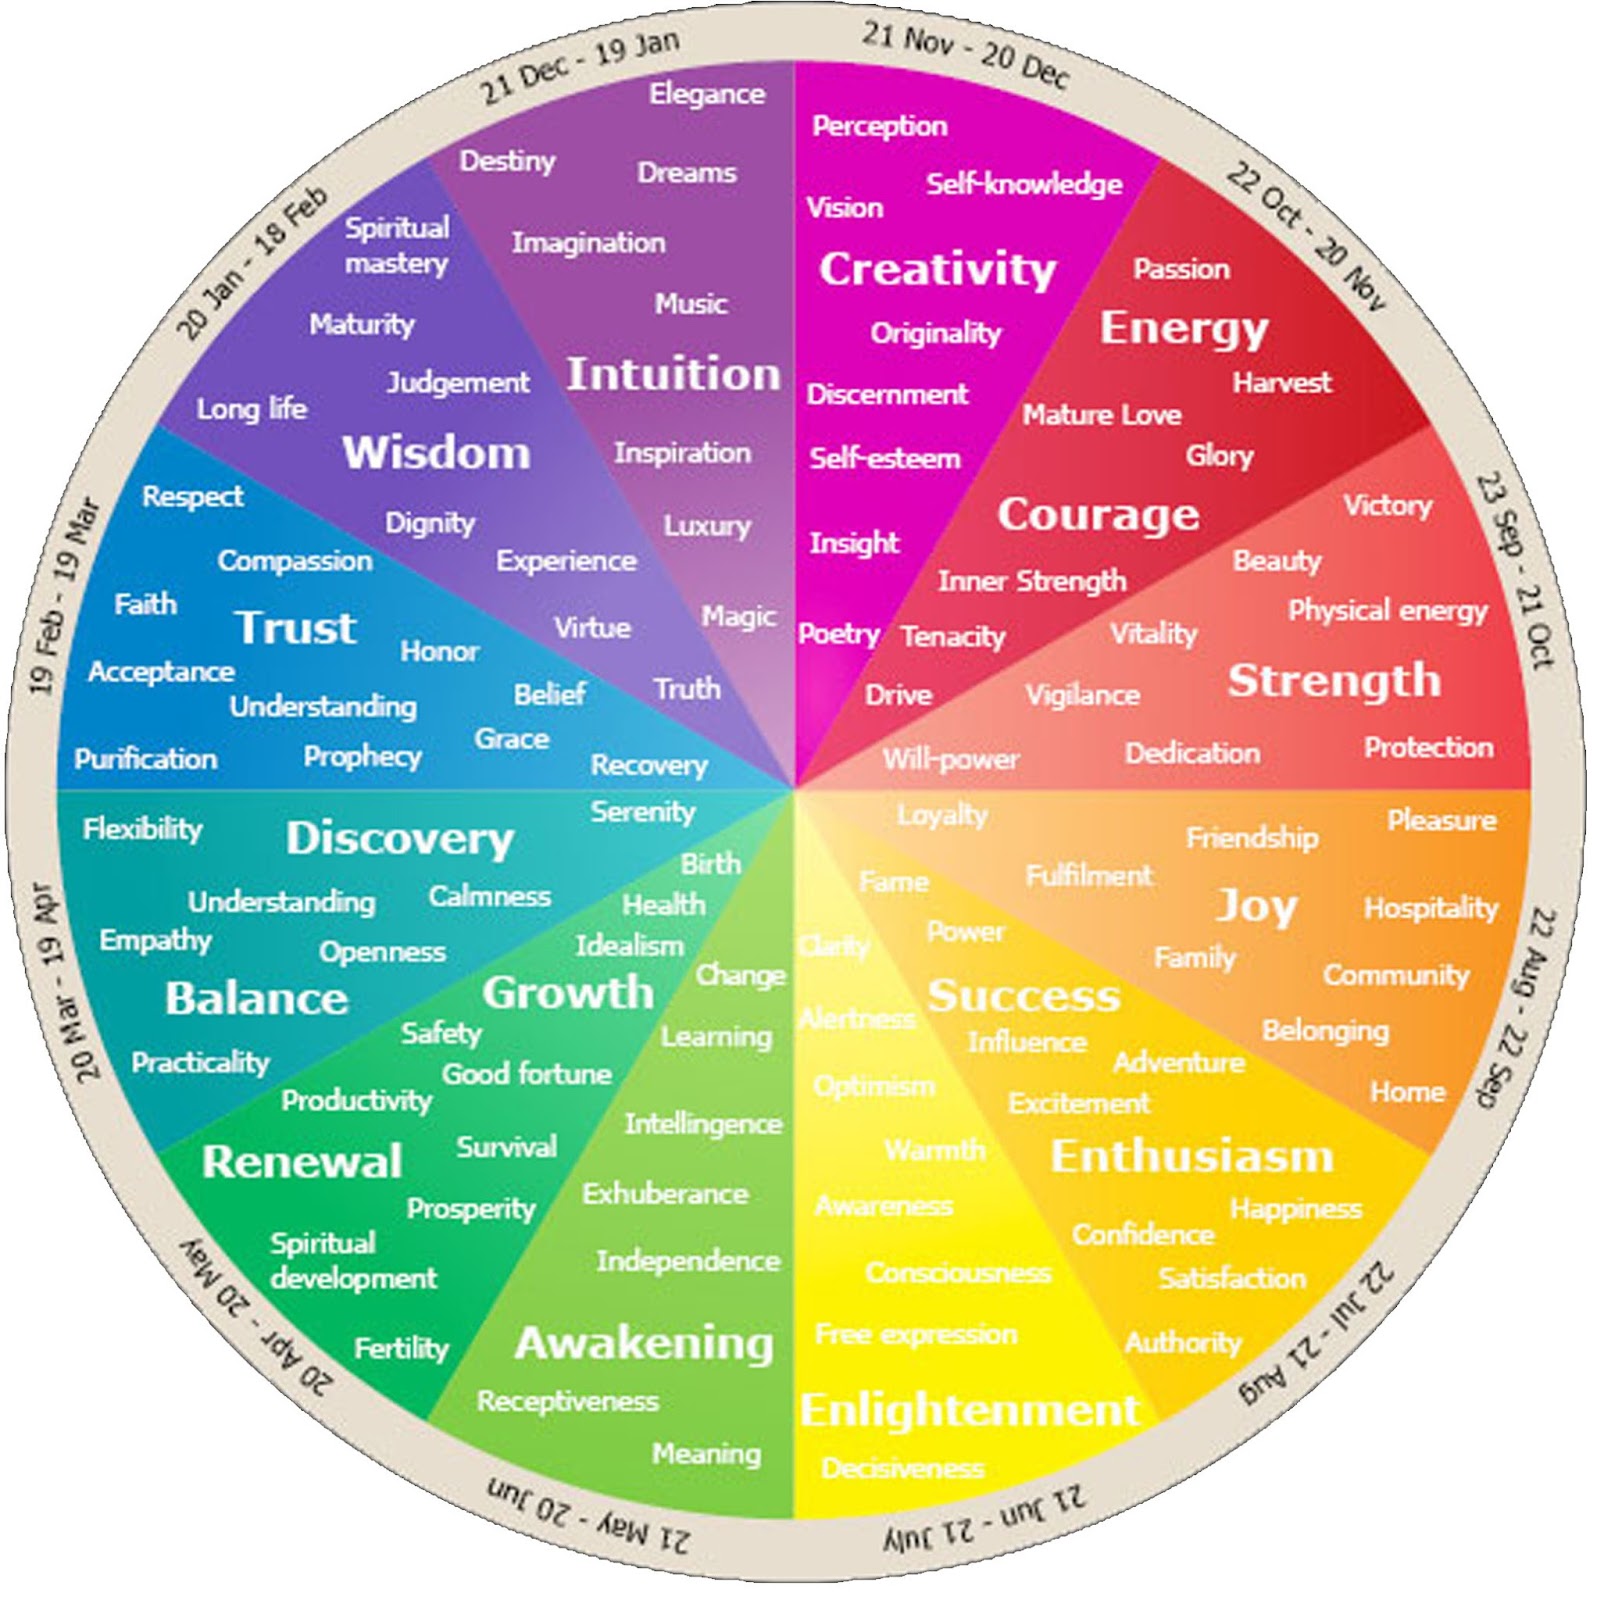 21 Nov - 20 Dec
Perception
Self-knowledge
Vision
Creativity
Originality
Discernment
Self-esteem
Insight
Poetry
22 Oct - 20 Nov
Passion
Energy
Harvest
Mature Love
Glory
Courage
Inner Strength
Tenacity
Drive
23 Sep - 21 Oct
Victory
Beauty
Physical energy
Vitality
Strength
Vigilance
Dedication
Protection
Will-power
22 Aug - 22 Sep
Loyalty
Pleasure
Friendship
Fulfilment
Joy
Hospitality
Family
Community
Belonging
Home
22 Jul - 21 Aug
Fame
Power
Success
Influence
Adventure
Excitement
Enthusiasm
Happiness
Confidence
Satisfaction
Authority
21 Jun - 21 July
Clarity
Alertness
Optimism
Warmth
Awareness
Consciousness
Free expression
Enlightenment
Decisiveness
21 May - 20 Jun
Change
Learning
Intellingence
Exhuberance
Independence
Awakening
Receptiveness
Meaning
20 Apr - 20 May
Birth
Health
Idealism
Growth
Safety
Good fortune
Productivity
Survival
Renewal
Prosperity
Spiritual
development
Fertility
20 Mar - 19 Apr
Serenity
Flexibility
Discovery
Calmness
Understanding
Empathy
Openness
Balance
Practicality
19 Feb - 19 Mar
Respect
Compassion
Faith
Trust
Honor
Acceptance
Belief
Understanding
Grace
Purification
Prophecy
Recovery
20 Jan - 18 Feb
Spiritual
mastery
Maturity
Judgement
Long life
Wisdom
Dignity
Experience
Virtue
Truth
21 Dec - 19 Jan
Elegance
Destiny
Dreams
Imagination
Music
Intuition
Inspiration
Luxury
Magic